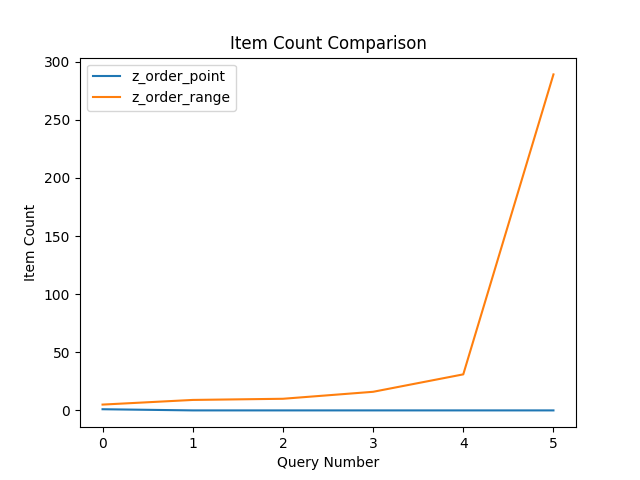 Item Count Comparison
z_order_point
z_order_range
300
250
200
150
100
50
0
Item Count
0 1 2 3 4 5
Query Number